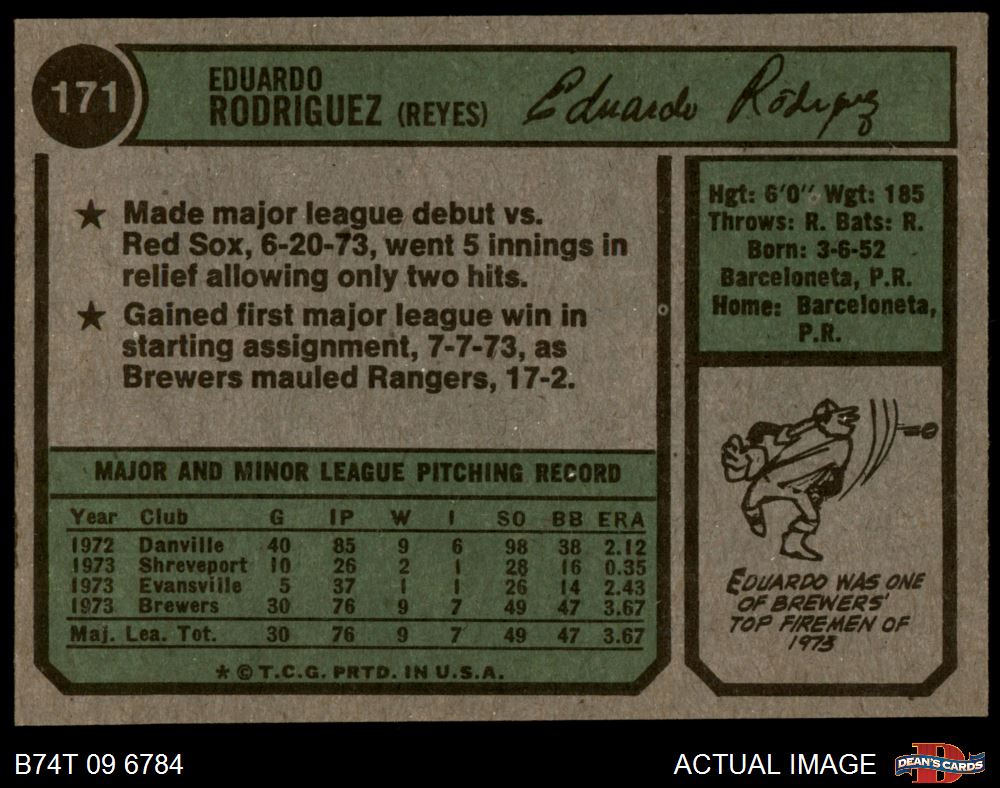 171
EDUARDO
RODRIGUEZ (REYES)
Eduardo Rodriguez
★ Made major league debut vs.
Red Sox, 6-20-73, went 5 innings in
relief allowing only two hits.
★ Gained first major league win in
starting assignment, 7-7-73, as
Brewers mauled Rangers, 17-2.
Hgt: 6'0" Wgt: 185
Throws: R. Bats: R.
Born: 3-6-52
Barceloneta, P.R.
Home: Barceloneta,
P.R.
MAJOR AND MINOR LEAGUE PITCHING RECORD
Year Club G IP W l SO BB ERA
1972 Danville 40 85 9 6 98 38 2.12
1973 Shreveport 10 26 2 1 28 16 0.35
1973 Evansville 5 37 1 1 26 14 2.43
1973 Brewers 30 76 9 7 49 47 3.67
Maj. Lea. Tot. 30 76 9 7 49 47 3.67
* © T.C.G. PRTD. IN U.S.A.
EDUARDO WAS ONE
OF BREWERS'
TOP FIREMEN OF
1973
B74T 09 6784
ACTUAL IMAGE
DEAN'S CARDS